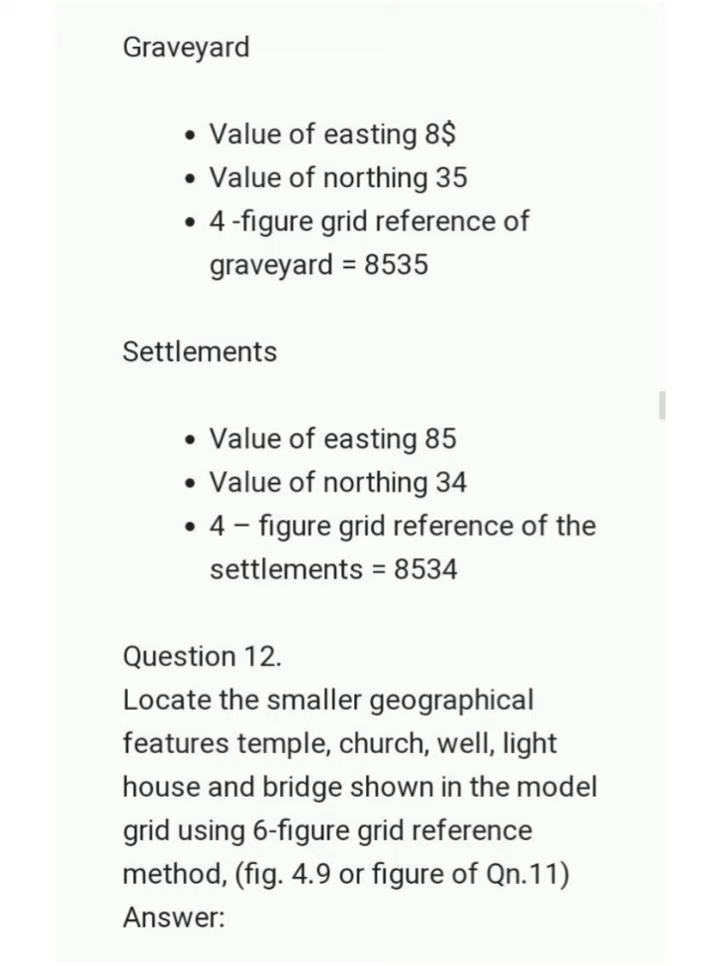 Graveyard
• Value of easting 8$
• Value of northing 35
• 4 -figure grid reference of
graveyard = 8535
Settlements
• Value of easting 85
• Value of northing 34
• 4 – figure grid reference of the
settlements = 8534
Question 12.
Locate the smaller geographical
features temple, church, well, light
house and bridge shown in the model
grid using 6-figure grid reference
method, (fig. 4.9 or figure of Qn.11)
Answer: